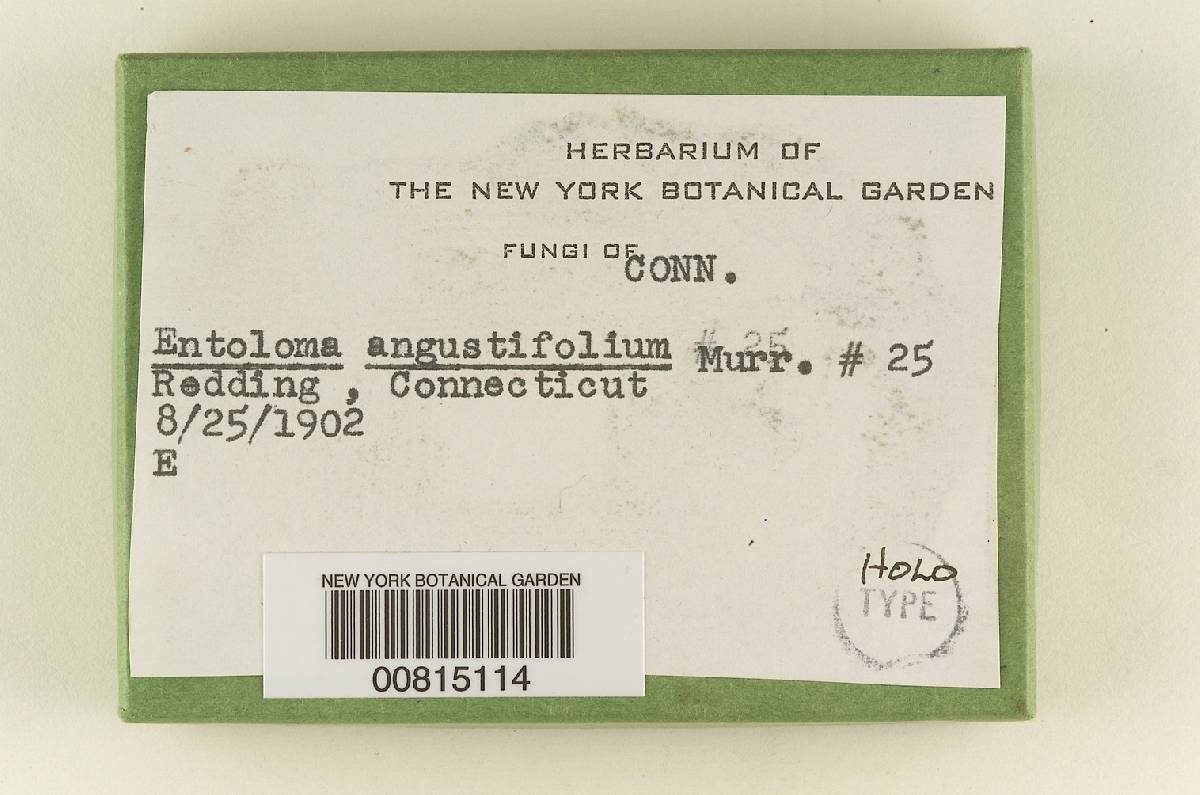 HERBARIUM OF
THE NEW YORK BOTANICAL GARDEN
FUNGI OF CONN.
Entoloma angustifolium # 25 Murr. # 25
Redding , Connecticut
8/25/1902
E
HOLO
TYPE
NEW YORK BOTANICAL GARDEN
00815114